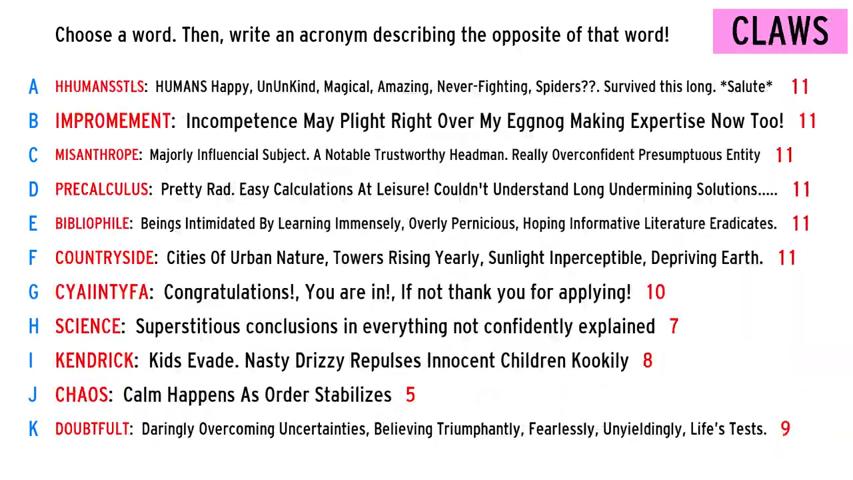 Choose a word. Then, write an acronym describing the opposite of that word!
CLAWS
A HHUMANSSTLS: HUMANS Happy, UnUnKind, Magical, Amazing, Never-Fighting, Spiders??. Survived this long. *Salute* 11
B IMPROMEMENT: Incompetence May Plight Right Over My Eggnog Making Expertise Now Too! 11
C MISANTHROPE: Majorly Influencial Subject. A Notable Trustworthy Headman. Really Overconfident Presumptuous Entity 11
D PRECALCULUS: Pretty Rad. Easy Calculations At Leisure! Couldn't Understand Long Undermining Solutions..... 11
E BIBLIOPHILE: Beings Intimidated By Learning Immensely, Overly Pernicious, Hoping Informative Literature Eradicates. 11
F COUNTRYSIDE: Cities Of Urban Nature, Towers Rising Yearly, Sunlight Inperceptible, Depriving Earth. 11
G CYAIINTYFA: Congratulations!, You are in!, If not thank you for applying! 10
H SCIENCE: Superstitious conclusions in everything not confidently explained 7
I KENDRICK: Kids Evade. Nasty Drizzy Repulses Innocent Children Kookily 8
J CHAOS: Calm Happens As Order Stabilizes 5
K DOUBTFULT: Daringly Overcoming Uncertainties, Believing Triumphantly, Fearlessly, Unyieldingly, Life's Tests. 9